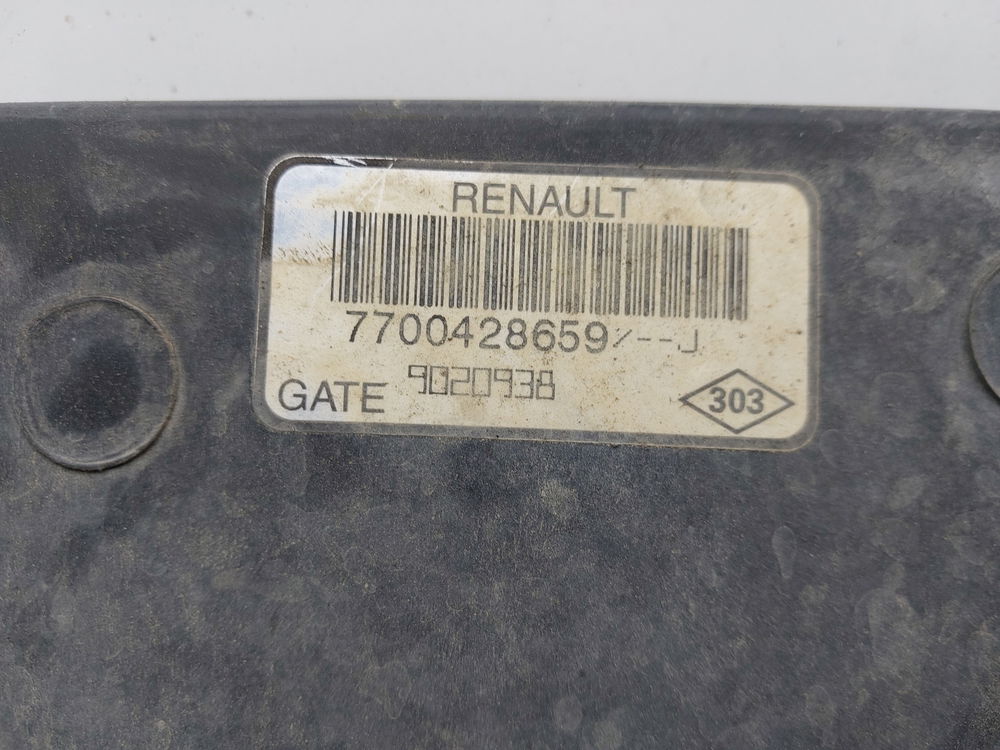 RENAULT
7700428659/--J
9020938
GATE
303